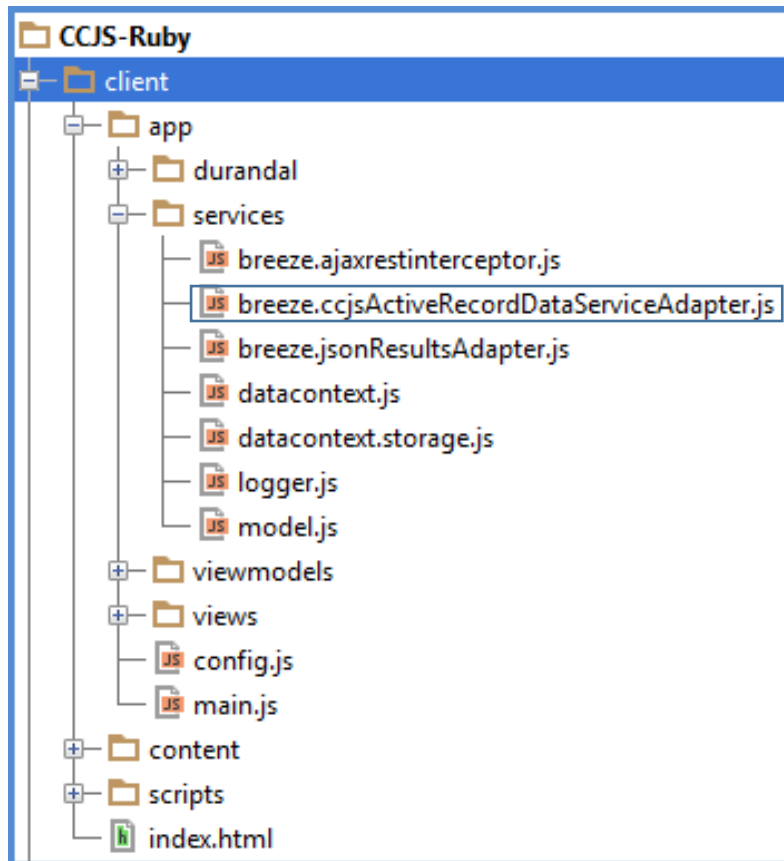 CCJS-Ruby
client
app
durandal
services
breeze.ajaxrestinterceptor.js
breeze.ccjsActiveRecordDataServiceAdapter.js
breeze.jsonResultsAdapter.js
datacontext.js
datacontext.storage.js
logger.js
model.js
viewmodels
views
config.js
main.js
content
scripts
index.html